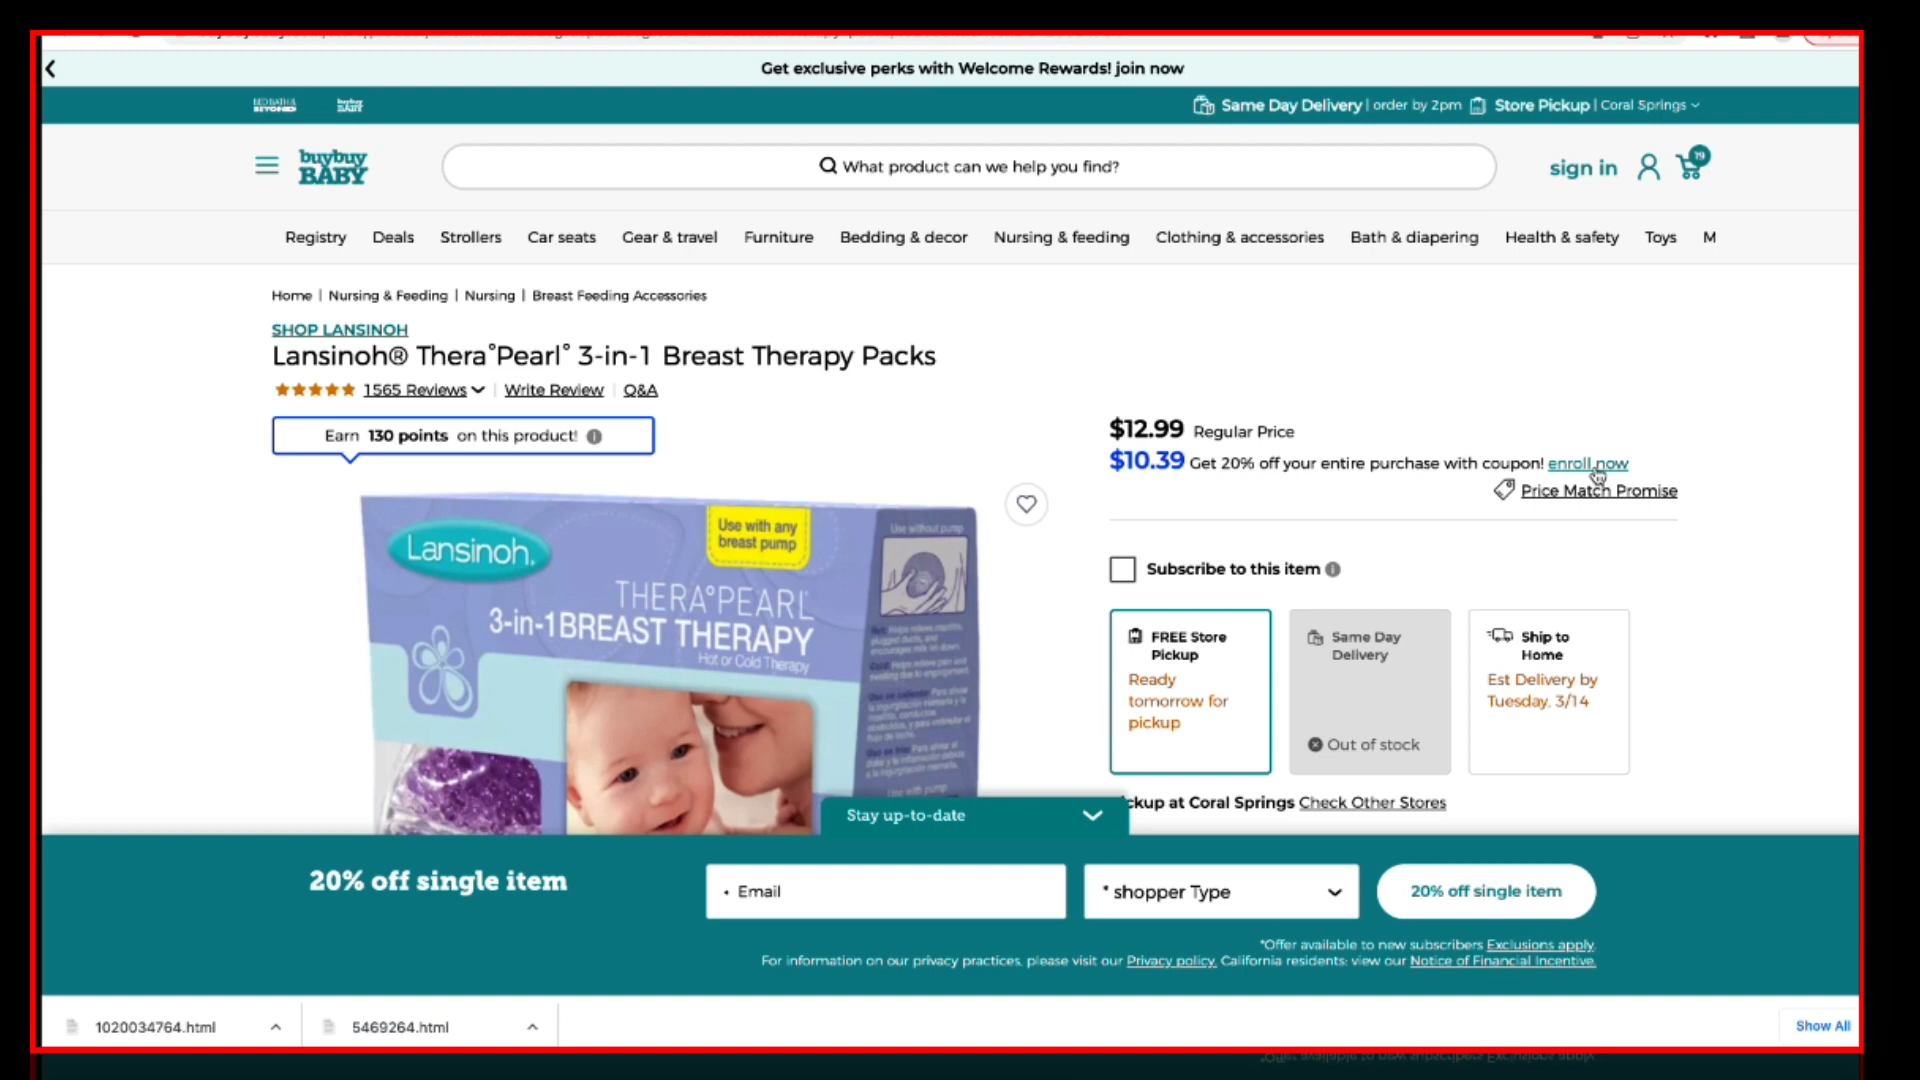 Get exclusive perks with Welcome Rewards! join now
BED BATH & BEYOND buybuy BABY Same Day Delivery | order by 2pm Store Pickup | Coral Springs
buybuy BABY What product can we help you find? sign in 19
Registry Deals Strollers Car seats Gear & travel Furniture Bedding & decor Nursing & feeding Clothing & accessories Bath & diapering Health & safety Toys M
Home | Nursing & Feeding | Nursing | Breast Feeding Accessories
SHOP LANSINOH
Lansinoh® Thera°Pearl° 3-in-1 Breast Therapy Packs
1565 Reviews | Write Review | Q&A
Earn 130 points on this product!
$12.99 Regular Price
$10.39 Get 20% off your entire purchase with coupon! enroll now
Price Match Promise
Lansinoh.
Use with any
breast pump
Use without pump
THERA°PEARL
3-in-1 BREAST THERAPY
Hot or Cold Therapy
Subscribe to this item
FREE Store
Pickup
Ready
tomorrow for
pickup
Same Day
Delivery
Out of stock
Ship to
Home
Est Delivery by
Tuesday, 3/14
ckup at Coral Springs Check Other Stores
Stay up-to-date
20% off single item
• Email
* shopper Type
20% off single item
*Offer available to new subscribers Exclusions apply.
For information on our privacy practices, please visit our Privacy policy. California residents: view our Notice of Financial Incentive.
1020034764.html
5469264.html
Show All